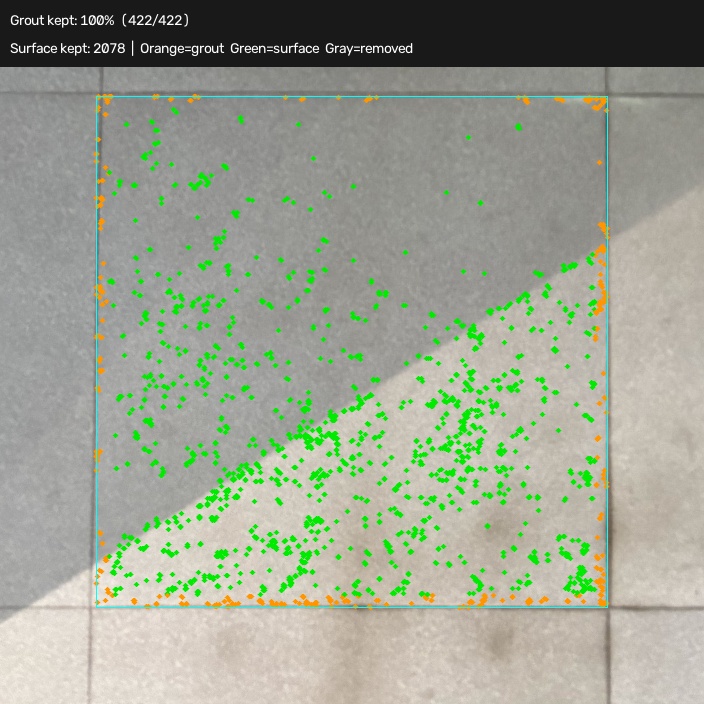 Grout kept: 100% (422/422)
Surface kept: 2078 | Orange=grout Green=surface Gray=removed